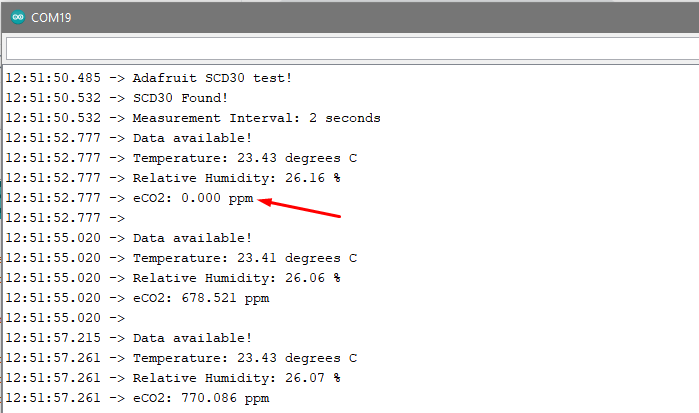 COM19
12:51:50.485 -> Adafruit SCD30 test!
12:51:50.532 -> SCD30 Found!
12:51:50.532 -> Measurement Interval: 2 seconds
12:51:52.777 -> Data available!
12:51:52.777 -> Temperature: 23.43 degrees C
12:51:52.777 -> Relative Humidity: 26.16 %
12:51:52.777 -> eCO2: 0.000 ppm
12:51:52.777 ->
12:51:55.020 -> Data available!
12:51:55.020 -> Temperature: 23.41 degrees C
12:51:55.020 -> Relative Humidity: 26.06 %
12:51:55.020 -> eCO2: 678.521 ppm
12:51:55.020 ->
12:51:57.215 -> Data available!
12:51:57.261 -> Temperature: 23.43 degrees C
12:51:57.261 -> Relative Humidity: 26.07 %
12:51:57.261 -> eCO2: 770.086 ppm